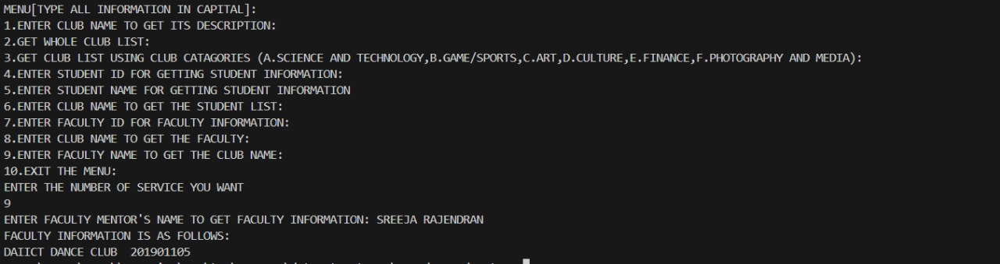 MENU[TYPE ALL INFORMATION IN CAPITAL]:
1.ENTER CLUB NAME TO GET ITS DESCRIPTION:
2.GET WHOLE CLUB LIST:
3.GET CLUB LIST USING CLUB CATAGORIES (A.SCIENCE AND TECHNOLOGY,B.GAME/SPORTS,C.ART,D.CULTURE,E.FINANCE,F.PHOTOGRAPHY AND MEDIA):
4.ENTER STUDENT ID FOR GETTING STUDENT INFORMATION:
5.ENTER STUDENT NAME FOR GETTING STUDENT INFORMATION
6.ENTER CLUB NAME TO GET THE STUDENT LIST:
7.ENTER FACULTY ID FOR FACULTY INFORMATION:
8.ENTER CLUB NAME TO GET THE FACULTY:
9.ENTER FACULTY NAME TO GET THE CLUB NAME:
10.EXIT THE MENU:
ENTER THE NUMBER OF SERVICE YOU WANT
9
ENTER FACULTY MENTOR'S NAME TO GET FACULTY INFORMATION: SREEJA RAJENDRAN
FACULTY INFORMATION IS AS FOLLOWS:
DAIICT DANCE CLUB  201901105